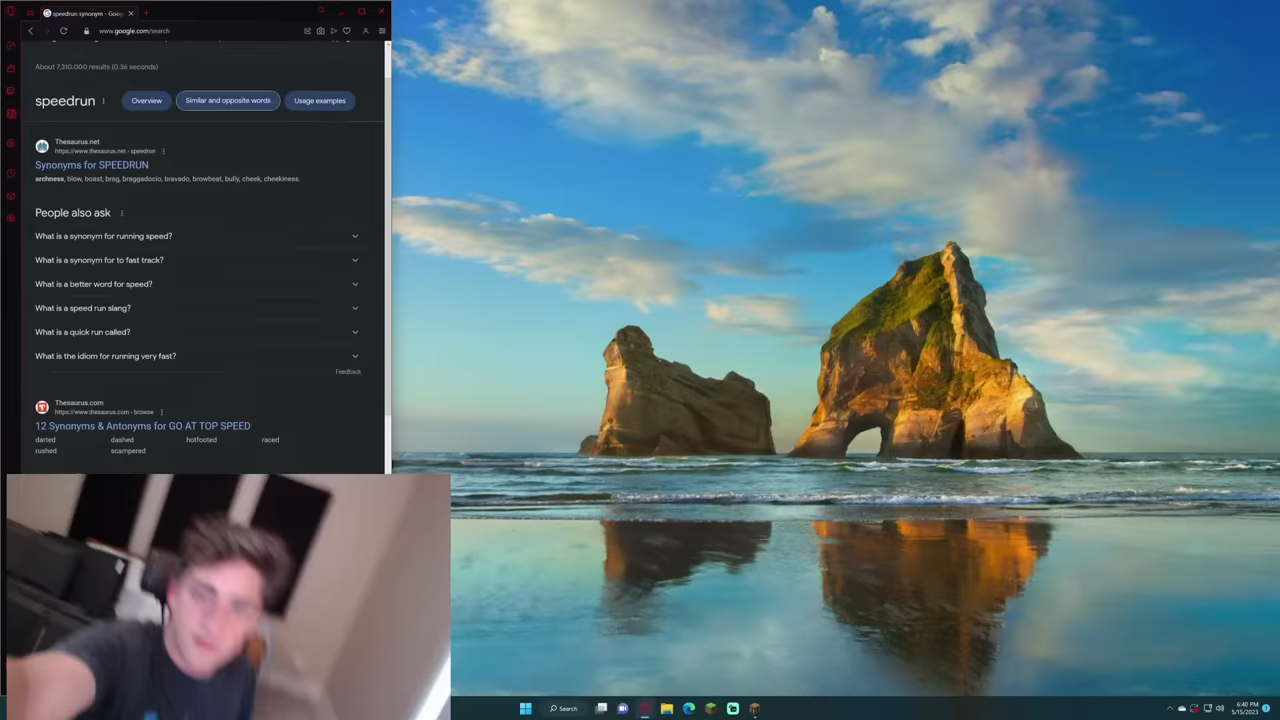 speedrun synonym - Goog
www.google.com/search
About 7,310,000 results (0.36 seconds)
speedrun
Overview
Similar and opposite words
Usage examples
Thesaurus.net
https://www.thesaurus.net › speedrun
Synonyms for SPEEDRUN
archness, blow, boast, brag, braggadocio, bravado, browbeat, bully, cheek, cheekiness.
People also ask
What is a synonym for running speed?
What is a synonym for to fast track?
What is a better word for speed?
What is a speed run slang?
What is a quick run called?
What is the idiom for running very fast?
Feedback
Thesaurus.com
https://www.thesaurus.com › browse
12 Synonyms & Antonyms for GO AT TOP SPEED
darted dashed hotfooted raced
rushed scampered
Search
6:40 PM
5/15/2023